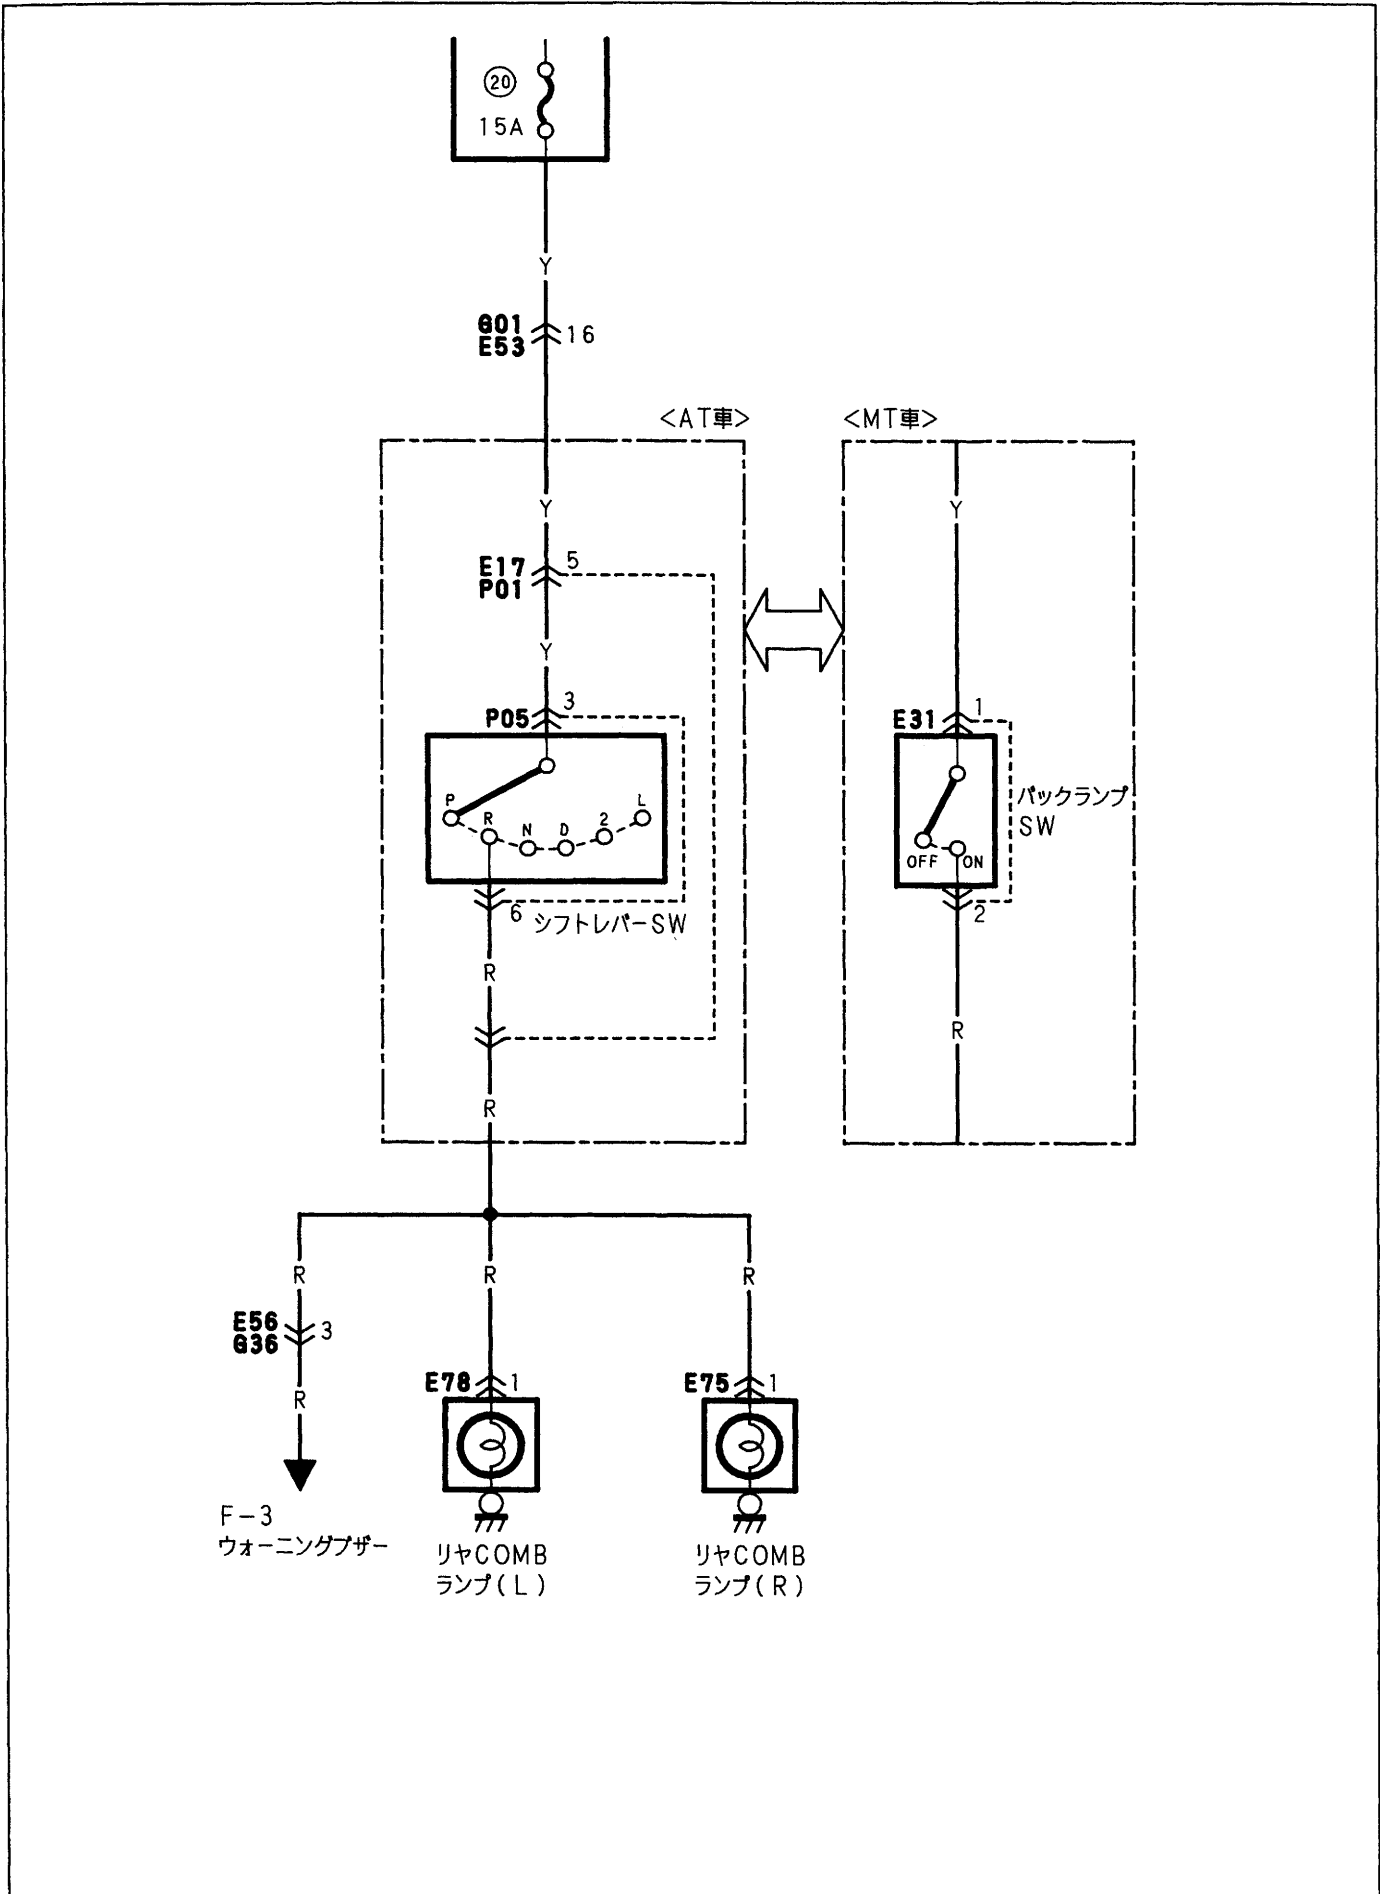 20
15A
Y
G01
E53
16
<AT車>
<MT車>
Y
Y
E17
P01
5
Y
P05
3
E31
1
P
R
N
D
2
L
バックランプ
SW
OFF
ON
6
シフトレバーSW
2
R
R
R
R
R
R
E56
G36
3
R
E78
1
E75
1
F-3
ウォーニングブザー
リヤCOMB
ランプ(L)
リヤCOMB
ランプ(R)